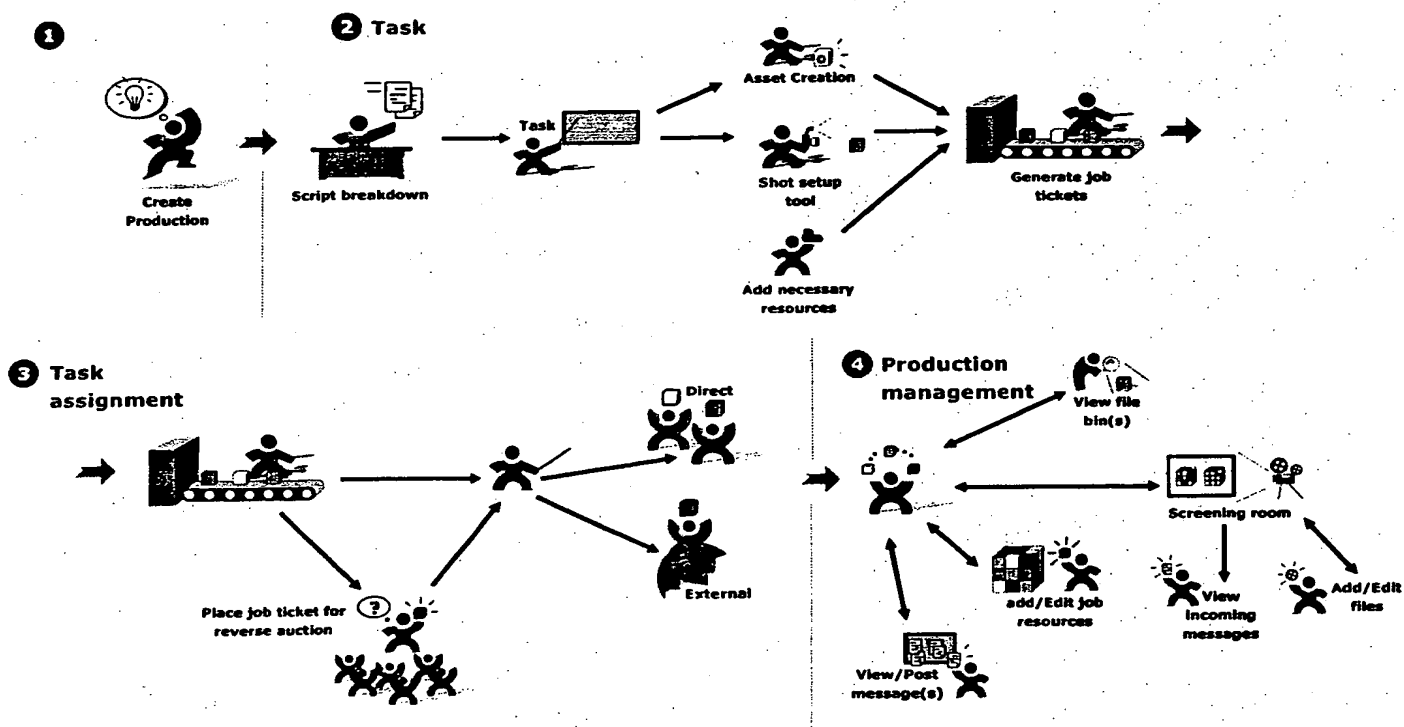 1
2 Task
Create
Production
Script breakdown
Task
Asset Creation
Shot setup
tool
Add necessary
resources
Generate job
tickets
3 Task
assignment
Place job ticket for
reverse auction
?
Direct
External
4 Production
management
View file
bin(s)
Screening room
add/Edit job
resources
View
Incoming
messages
Add/Edit
files
View/Post
message(s)